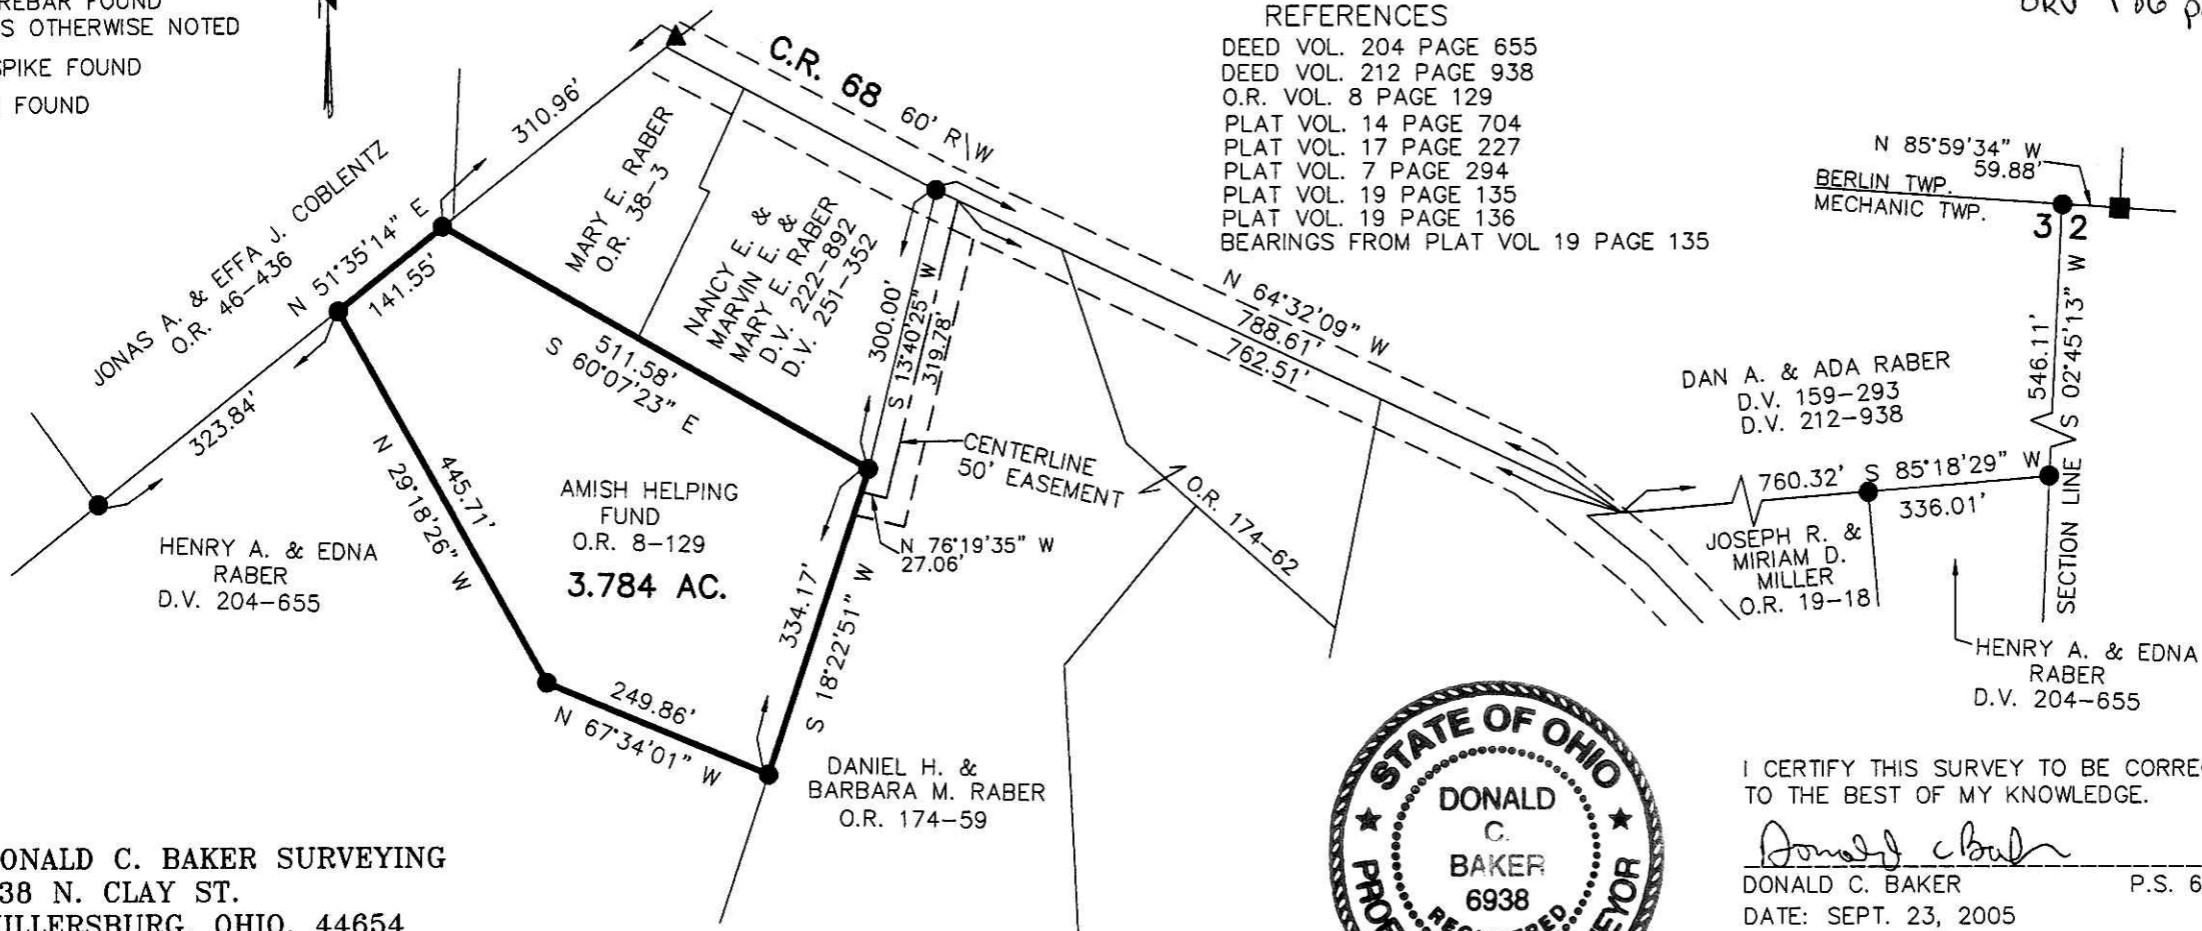 REBAR FOUND
S OTHERWISE NOTED
SPIKE FOUND
FOUND
C.R. 68 60' R\W
REFERENCES
DEED VOL. 204 PAGE 655
DEED VOL. 212 PAGE 938
O.R. VOL. 8 PAGE 129
PLAT VOL. 14 PAGE 704
PLAT VOL. 17 PAGE 227
PLAT VOL. 7 PAGE 294
PLAT VOL. 19 PAGE 135
PLAT VOL. 19 PAGE 136
BEARINGS FROM PLAT VOL 19 PAGE 135
N 85°59'34" W
59.88'
BERLIN TWP.
MECHANIC TWP.
3 2
310.96'
JONAS A. & EFFA J. COBLENTZ
O.R. 46-436
N 51°35'14" E
141.55'
323.84'
MARY E. RABER
O.R. 38-3
NANCY E. &
MARVIN E. &
MARY E. RABER
D.V. 222-892
D.V. 251-352
511.58'
S 60°07'23" E
300.00'
S 13°40'25" W
319.78'
N 64°32'09" W
788.61'
762.51'
CENTERLINE
50' EASEMENT
O.R. 174-62
DAN A. & ADA RABER
D.V. 159-293
D.V. 212-938
546.11'
SECTION LINE S 02°45'13" W
760.32' S 85°18'29" W
336.01'
JOSEPH R. &
MIRIAM D.
MILLER
O.R. 19-18
HENRY A. & EDNA
RABER
D.V. 204-655
445.71'
N 29°18'26" W
AMISH HELPING
FUND
O.R. 8-129
3.784 AC.
N 76°19'35" W
27.06'
334.17'
S 18°22'51" W
HENRY A. & EDNA
RABER
D.V. 204-655
249.86'
N 67°34'01" W
DANIEL H. &
BARBARA M. RABER
O.R. 174-59
STATE OF OHIO
DONALD
C.
BAKER
6938
I CERTIFY THIS SURVEY TO BE CORRE
TO THE BEST OF MY KNOWLEDGE.
Donald C Baker
DONALD C. BAKER P.S. 6
DATE: SEPT. 23, 2005
ONALD C. BAKER SURVEYING
38 N. CLAY ST.
ILLERSBURG, OHIO, 44654